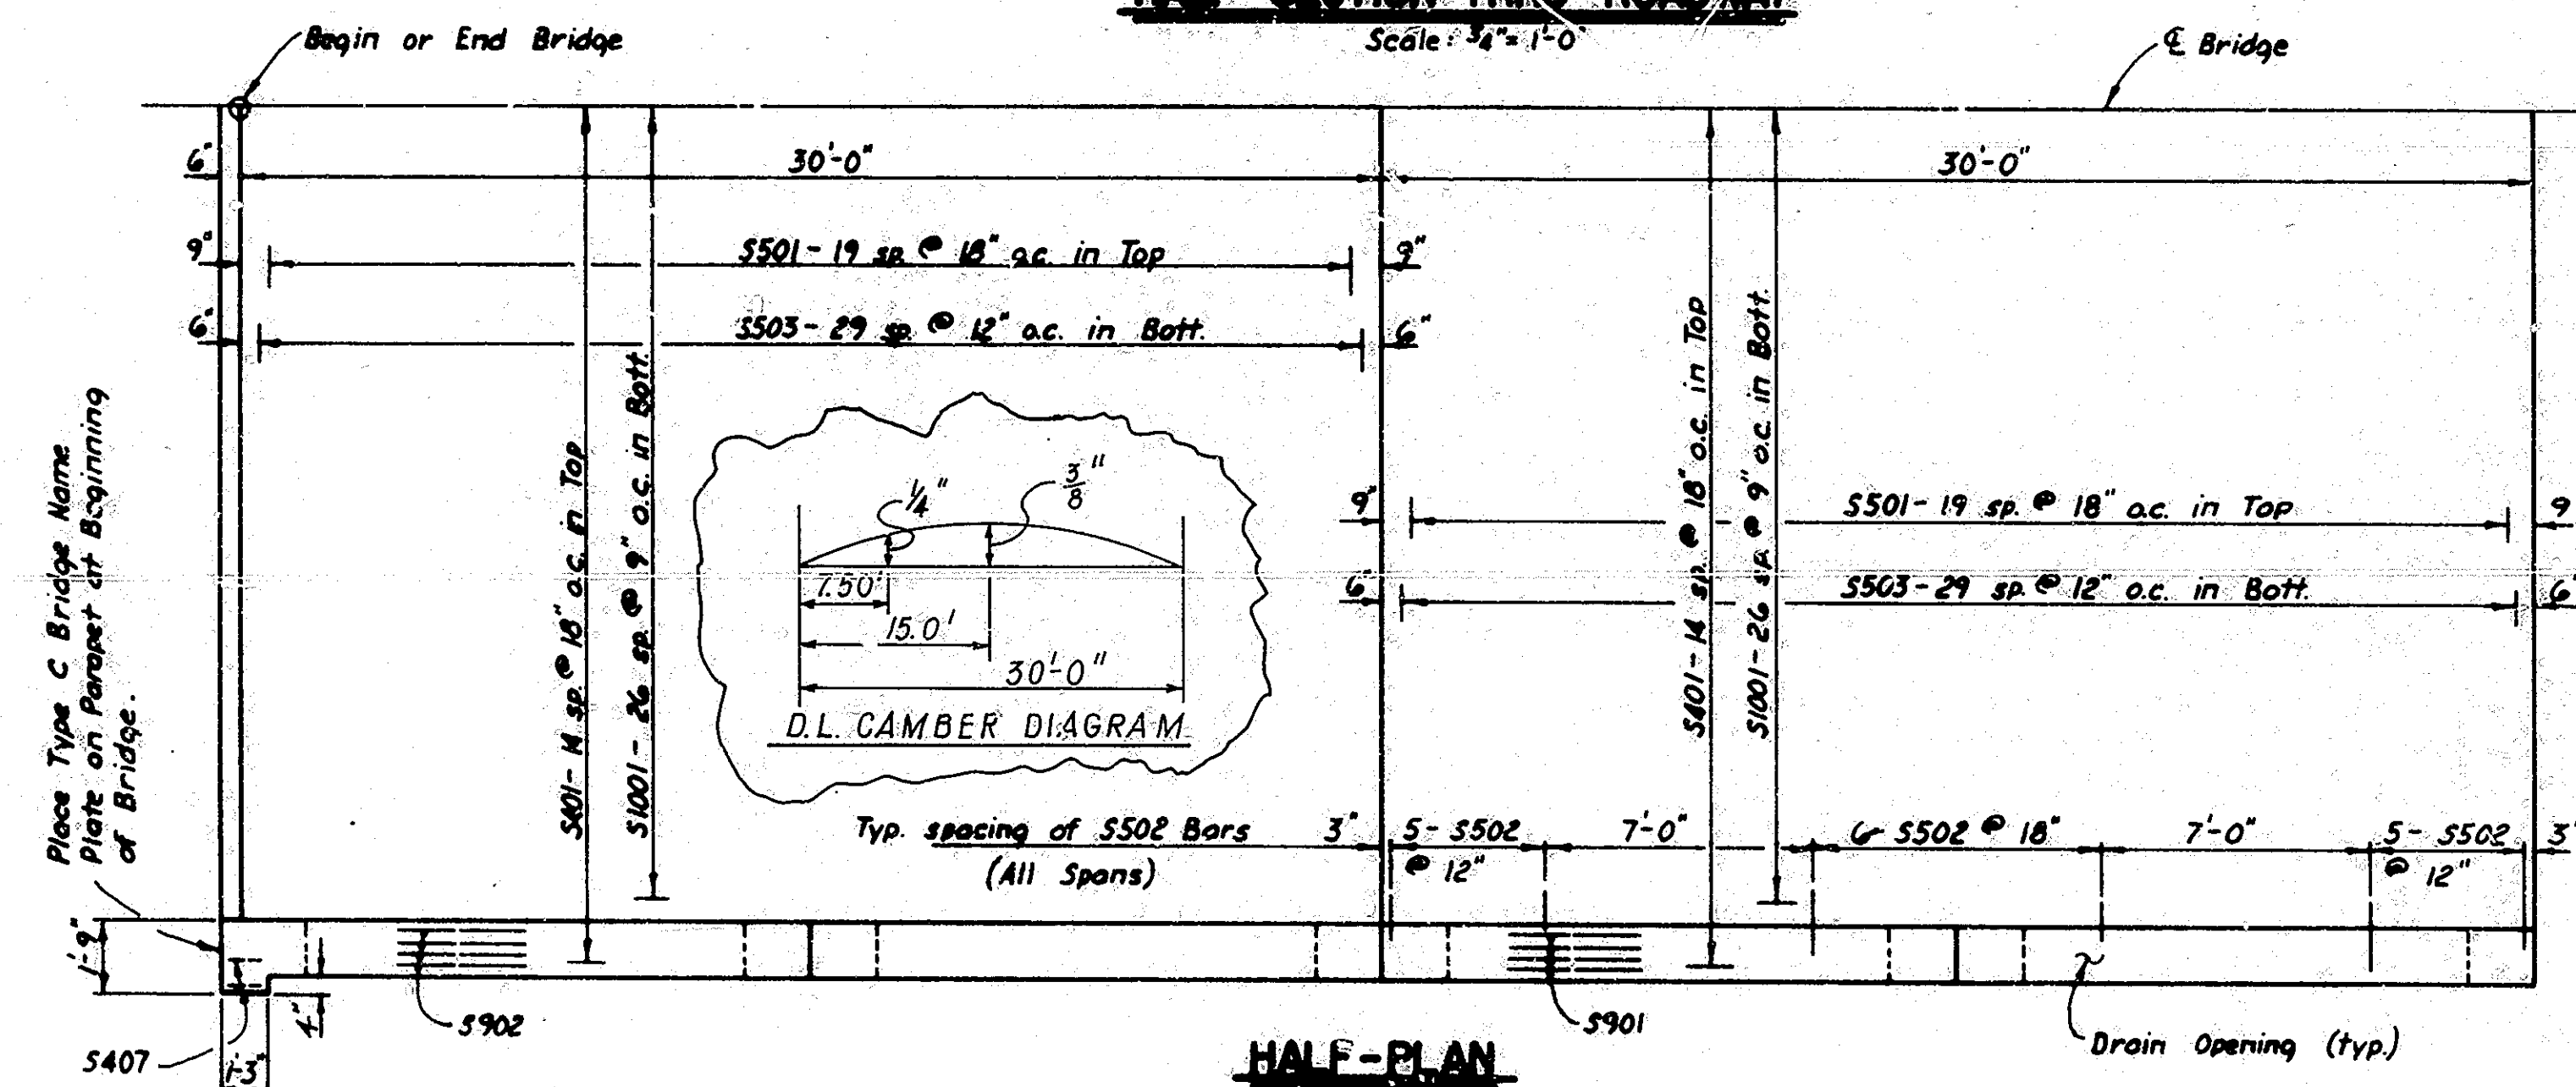 HALF-SECTION THRU ROADWAY
Scale: 3/4"= 1'-0"
Begin or End Bridge
℄ Bridge
6"
30'-0"
30'-0"
9"
S501-19 sp. @ 18" o.c. in Top
9"
6"
S503-29 sp. @ 12" o.c. in Bott.
6"
S401-14 sp. @ 18" o.c. in Top
S1001-26 sp. @ 9" o.c. in Bott.
S401-14 sp. @ 18" o.c. in Top
S1001-26 sp. @ 9" o.c. in Bott.
9"
S501-19 sp. @ 18" o.c. in Top
9
6"
S503-29 sp. @ 12" o.c. in Bott.
6"
Place Type C Bridge Name
Plate on Parapet at Beginning
of Bridge.
1/4"
3/8"
7.50'
15.0'
30'-0"
D.L. CAMBER DIAGRAM
Typ. spacing of S502 Bars
(All Spans)
3"
5-S502
@ 12"
7'-0"
6-S502 @ 18"
7'-0"
5-S502
@ 12"
3"
1'-9"
4"
S902
S901
S407
1'-3"
Drain Opening (typ.)
HALF-PLAN